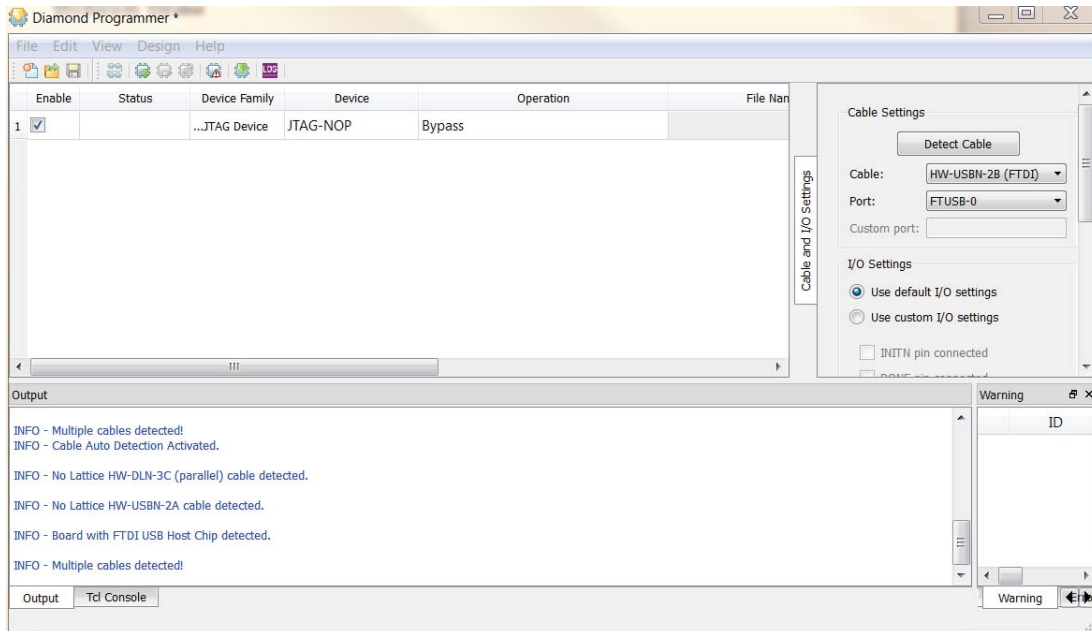 Diamond Programmer *
File Edit View Design Help
LOG
Enable Status Device Family Device Operation File Nan
1 ...JTAG Device JTAG-NOP Bypass
Cable and I/O Settings
Cable Settings
Detect Cable
Cable: HW-USBN-2B (FTDI)
Port: FTUSB-0
Custom port:
I/O Settings
Use default I/O settings
Use custom I/O settings
INITN pin connected
DONE pin connected
Output
INFO - Multiple cables detected!
INFO - Cable Auto Detection Activated.
INFO - No Lattice HW-DLN-3C (parallel) cable detected.
INFO - No Lattice HW-USBN-2A cable detected.
INFO - Board with FTDI USB Host Chip detected.
INFO - Multiple cables detected!
Output Tcl Console
Warning
ID
Warning